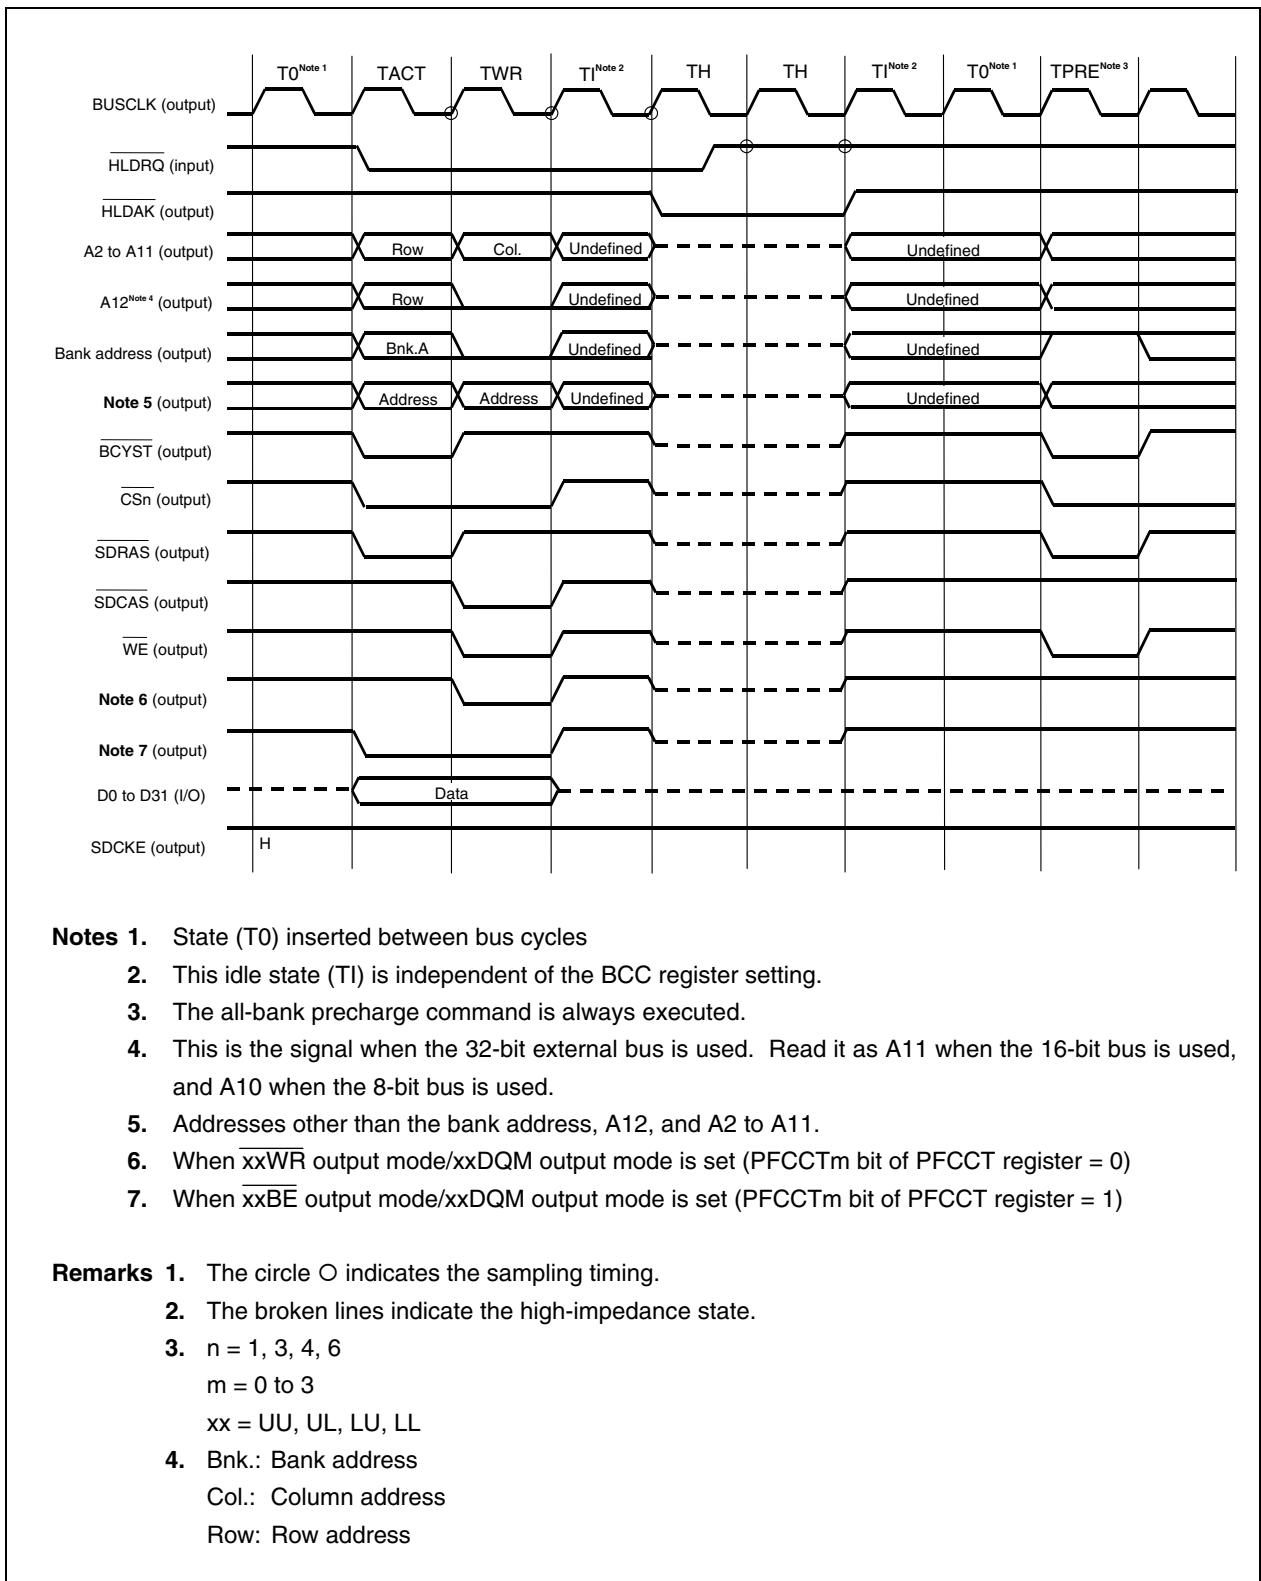 T0Note 1 TACT TWR TINote 2 TH TH TINote 2 T0Note 1 TPRENote 3
BUSCLK (output)
HLDRQ (input)
HLDAK (output)
A2 to A11 (output) Row Col. Undefined Undefined
A12Note 4 (output) Row Undefined Undefined
Bank address (output) Bnk.A Undefined Undefined
Note 5 (output) Address Address Undefined Undefined
BCYST (output)
CSn (output)
SDRAS (output)
SDCAS (output)
WE (output)
Note 6 (output)
Note 7 (output)
D0 to D31 (I/O) Data
SDCKE (output) H
Notes 1. State (T0) inserted between bus cycles
2. This idle state (TI) is independent of the BCC register setting.
3. The all-bank precharge command is always executed.
4. This is the signal when the 32-bit external bus is used. Read it as A11 when the 16-bit bus is used,
and A10 when the 8-bit bus is used.
5. Addresses other than the bank address, A12, and A2 to A11.
6. When xxWR output mode/xxDQM output mode is set (PFCCTm bit of PFCCT register = 0)
7. When xxBE output mode/xxDQM output mode is set (PFCCTm bit of PFCCT register = 1)
Remarks 1. The circle O indicates the sampling timing.
2. The broken lines indicate the high-impedance state.
3. n = 1, 3, 4, 6
m = 0 to 3
xx = UU, UL, LU, LL
4. Bnk.: Bank address
Col.: Column address
Row: Row address